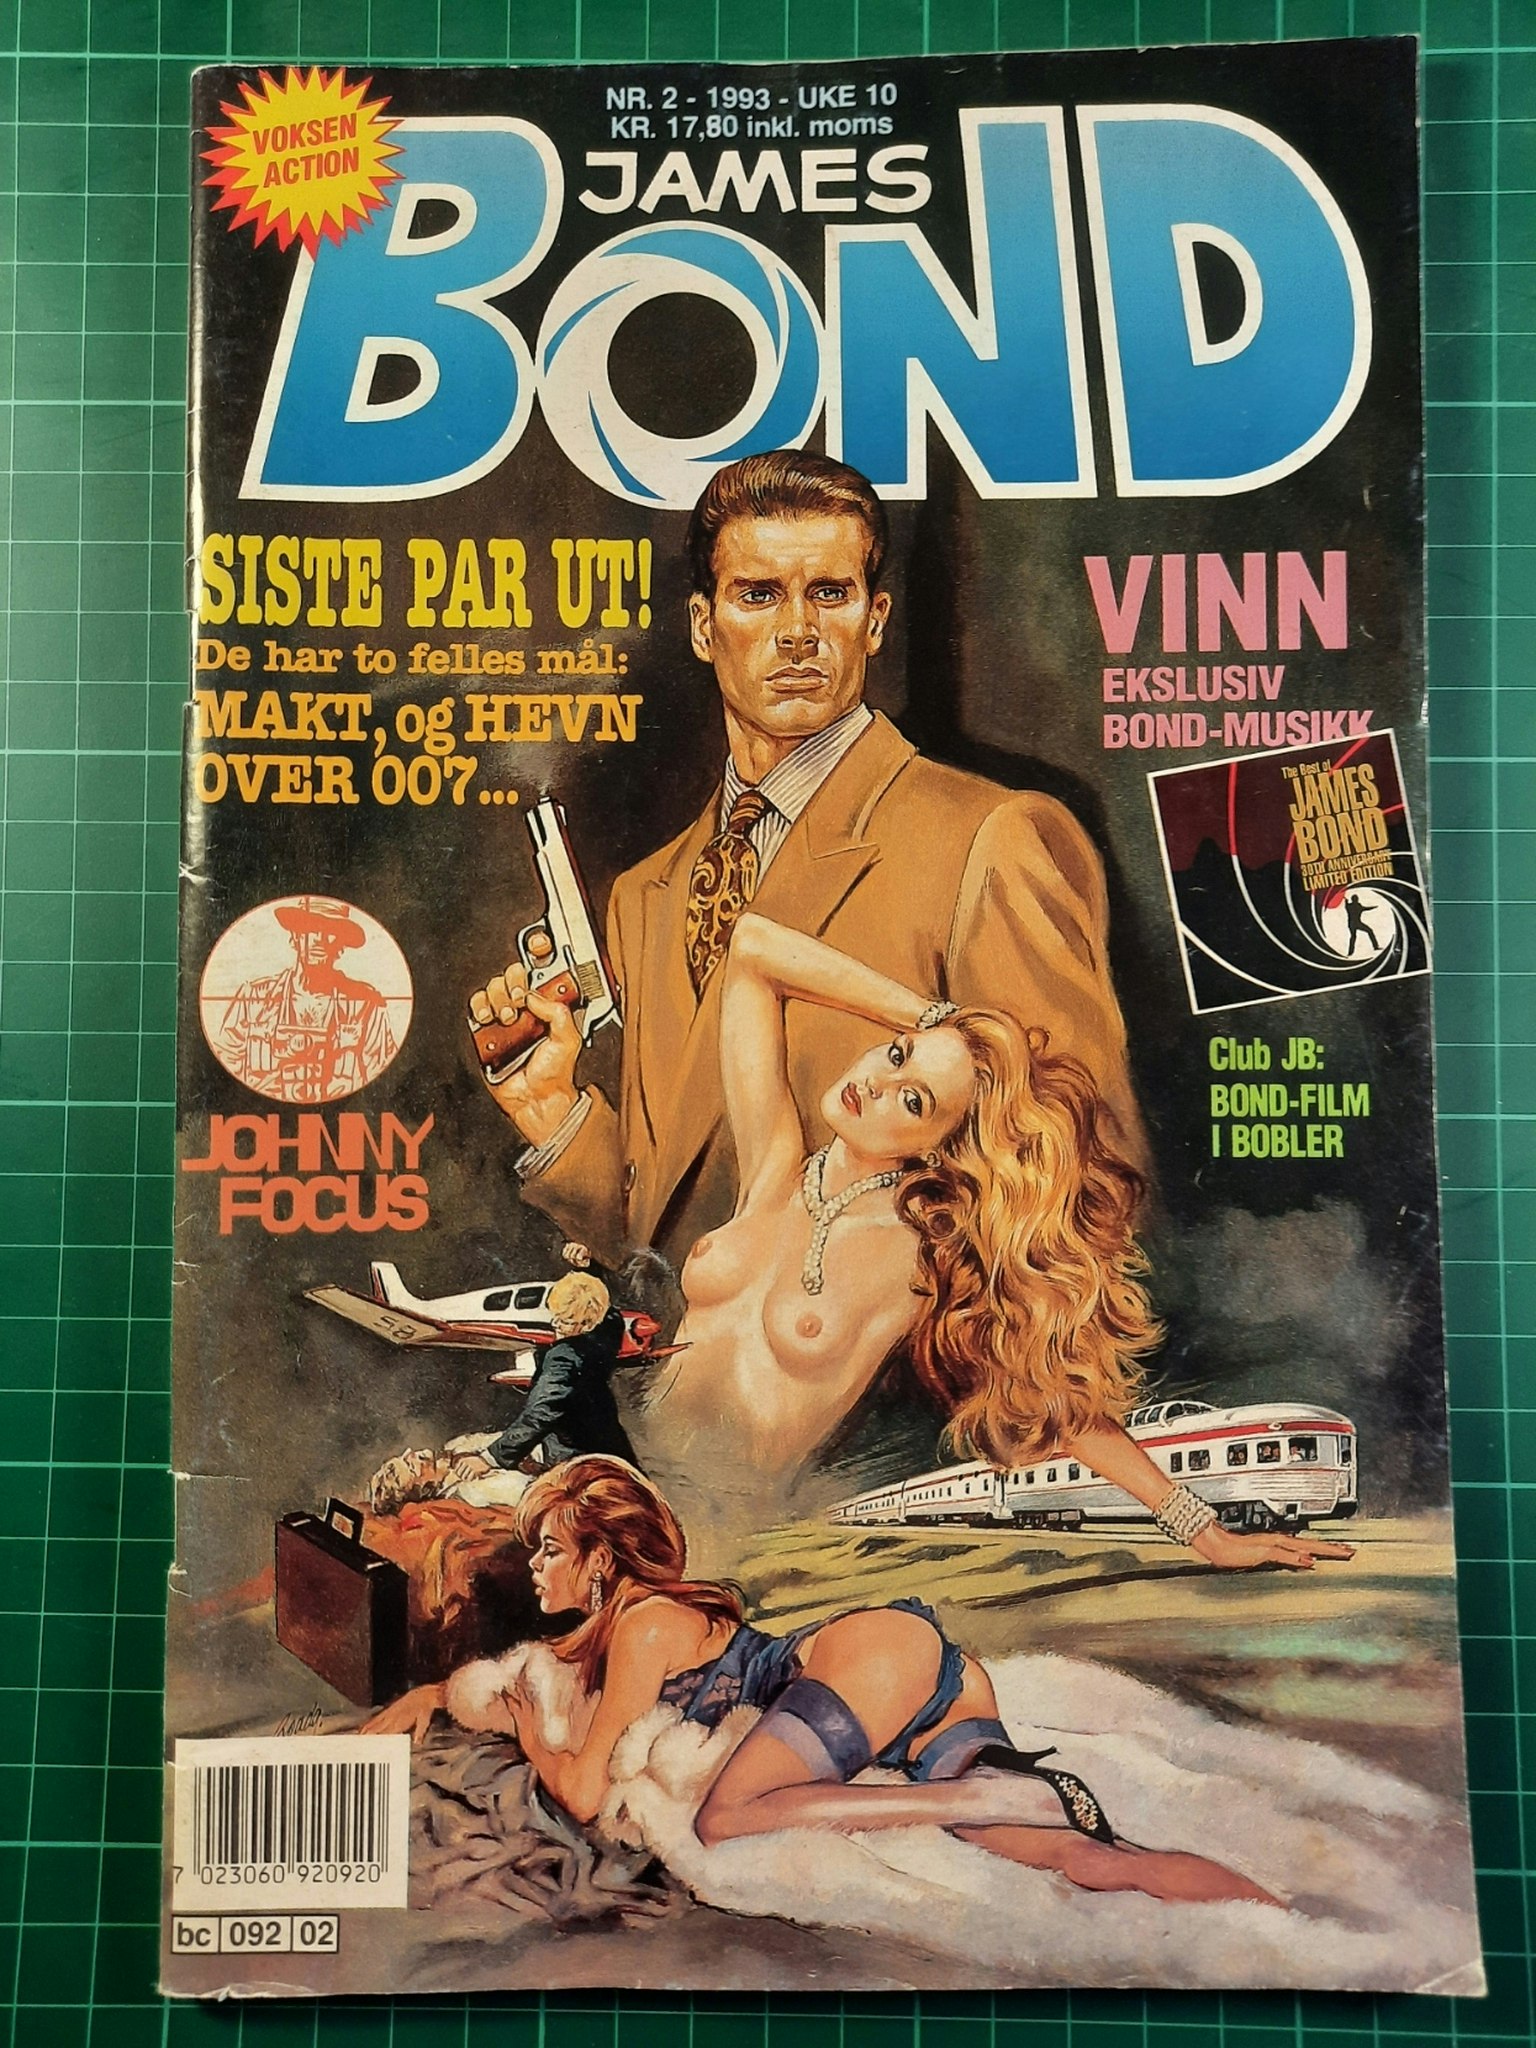 VOKSEN
ACTION
NR. 2 - 1993 - UKE 10
KR. 17,80 inkl. moms
JAMES
BOND
SISTE PAR UT!
De har to felles mål:
MAKT, og HEVN
OVER 007...
VINN
EKSLUSIV
BOND-MUSIKK
The Best of
JAMES
BOND
30TH ANNIVERSARY
LIMITED EDITION
Club JB:
BOND-FILM
I BOBLER
JOHNNY
FOCUS
58
7 023060 920920
bc 092 02